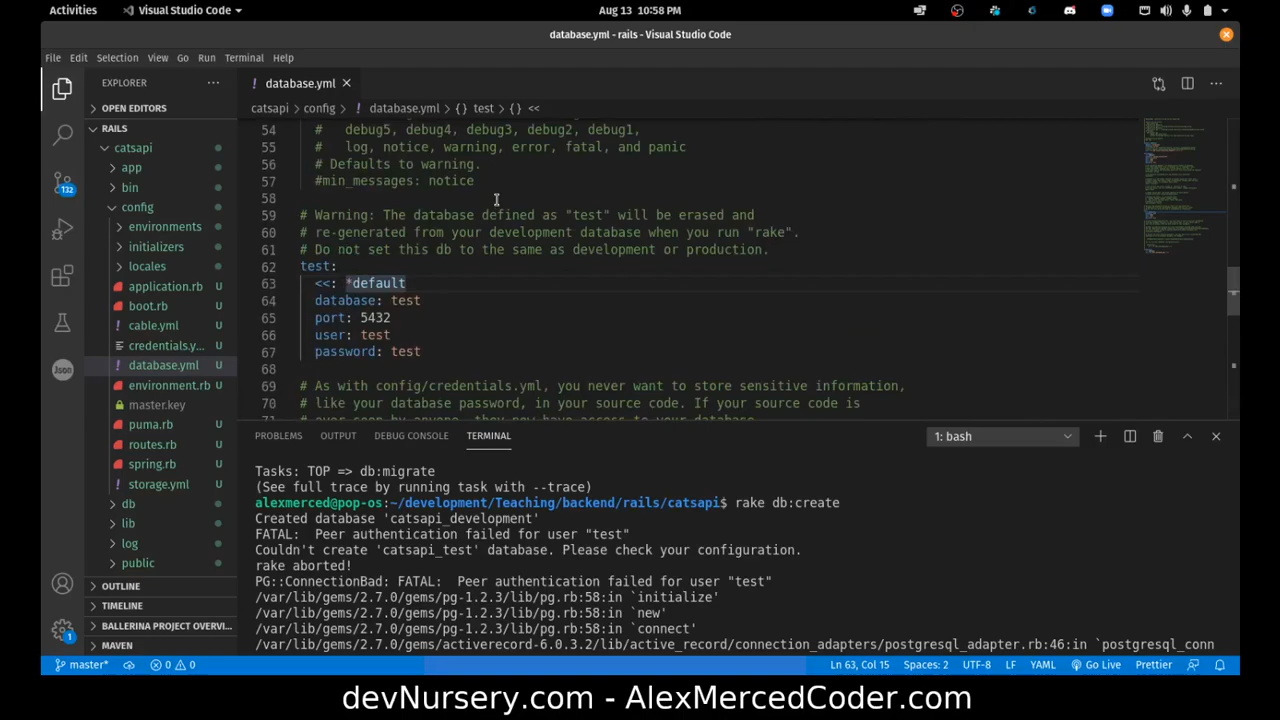 Activities
Visual Studio Code
Aug 13 10:58 PM
database.yml - rails - Visual Studio Code
File Edit Selection View Go Run Terminal Help
EXPLORER
database.yml
OPEN EDITORS
catsapi > config > ! database.yml > {} test > {} <<
RAILS
catsapi
app
bin
config
environments
initializers
locales
application.rb U
boot.rb U
cable.yml U
credentials.y... U
database.yml U
environment.rb U
master.key
puma.rb U
routes.rb U
spring.rb U
storage.yml U
db
lib
log
public
OUTLINE
TIMELINE
BALLERINA PROJECT OVERVI...
MAVEN
132
Json
1
54 # debug5, debug4, debug3, debug2, debug1,
55 # log, notice, warning, error, fatal, and panic
56 # Defaults to warning.
57 #min_messages: notice
58
59 # Warning: The database defined as "test" will be erased and
60 # re-generated from your development database when you run "rake".
61 # Do not set this db to the same as development or production.
62 test:
63 <<: *default
64 database: test
65 port: 5432
66 user: test
67 password: test
68
69 # As with config/credentials.yml, you never want to store sensitive information,
70 # like your database password, in your source code. If your source code is
PROBLEMS OUTPUT DEBUG CONSOLE TERMINAL
1: bash
Tasks: TOP => db:migrate
(See full trace by running task with --trace)
alexmerced@pop-os:~/development/Teaching/backend/rails/catsapi$ rake db:create
Created database 'catsapi_development'
FATAL:  Peer authentication failed for user "test"
Couldn't create 'catsapi_test' database. Please check your configuration.
rake aborted!
PG::ConnectionBad: FATAL:  Peer authentication failed for user "test"
/var/lib/gems/2.7.0/gems/pg-1.2.3/lib/pg.rb:58:in `initialize'
/var/lib/gems/2.7.0/gems/pg-1.2.3/lib/pg.rb:58:in `new'
/var/lib/gems/2.7.0/gems/pg-1.2.3/lib/pg.rb:58:in `connect'
/var/lib/gems/2.7.0/gems/activerecord-6.0.3.2/lib/active_record/connection_adapters/postgresql_adapter.rb:46:in `postgresql_conn
master* 0 0
Ln 63, Col 15 Spaces: 2 UTF-8 LF YAML Go Live Prettier
devNursery.com - AlexMercedCoder.com